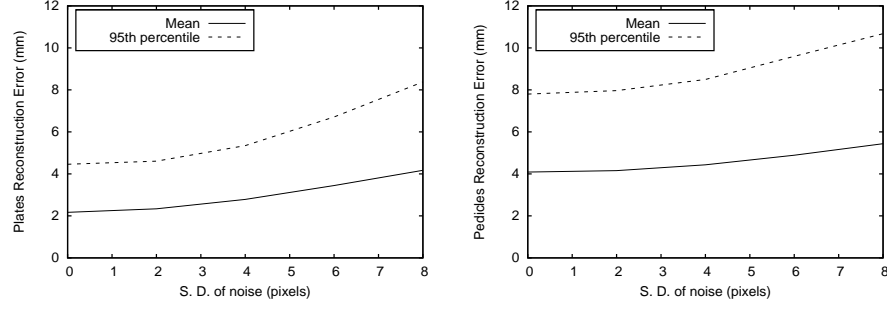 12
10
8
6
4
2
0
Plates Reconstruction Error (mm)
Mean
95th percentile
0 1 2 3 4 5 6 7 8
S. D. of noise (pixels)
12
10
8
6
4
2
0
Pedicles Reconstruction Error (mm)
Mean
95th percentile
0 1 2 3 4 5 6 7 8
S. D. of noise (pixels)